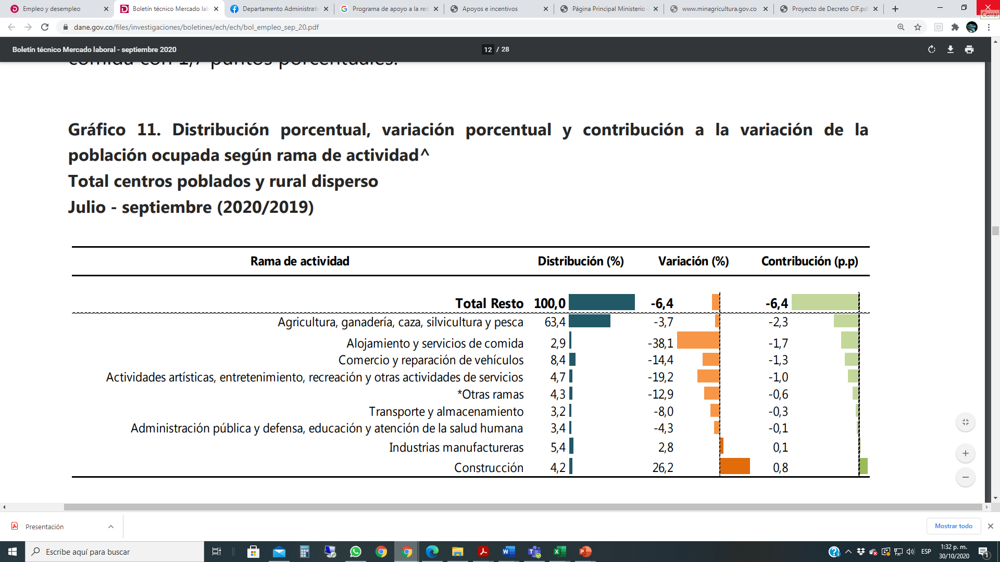 Empleo y desempleo
Boletín técnico Mercado lab
Departamento Administrati
Programa de apoyo a la red
Apoyos e incentivos
Página Principal Ministerio
www.minagricultura.gov.co
Proyecto de Decreto CIF.pdf
Cerrar
dane.gov.co/files/investigaciones/boletines/ech/ech/bol_empleo_sep_20.pdf
Boletín técnico Mercado laboral - septiembre 2020
12 / 28
comida con 1,7 puntos porcentuales.
Gráfico 11. Distribución porcentual, variación porcentual y contribución a la variación de la
población ocupada según rama de actividad^
Total centros poblados y rural disperso
Julio - septiembre (2020/2019)
Rama de actividad Distribución (%) Variación (%) Contribución (p.p)
Total Resto 100,0 -6,4 -6,4
Agricultura, ganadería, caza, silvicultura y pesca 63,4 -3,7 -2,3
Alojamiento y servicios de comida 2,9 -38,1 -1,7
Comercio y reparación de vehículos 8,4 -14,4 -1,3
Actividades artísticas, entretenimiento, recreación y otras actividades de servicios 4,7 -19,2 -1,0
*Otras ramas 4,3 -12,9 -0,6
Transporte y almacenamiento 3,2 -8,0 -0,3
Administración pública y defensa, educación y atención de la salud humana 3,4 -4,3 -0,1
Industrias manufactureras 5,4 2,8 0,1
Construcción 4,2 26,2 0,8
Presentación
Mostrar todo
Escribe aquí para buscar
ESP
1:32 p. m.
30/10/2020
1